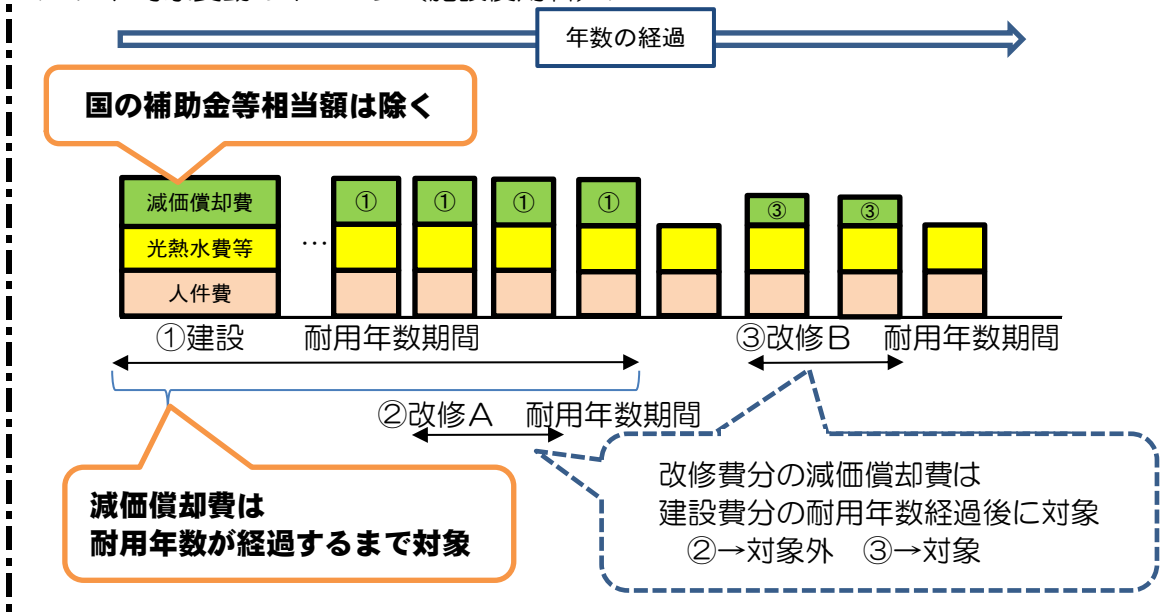 年数の経過
国の補助金等相当額は除く
減価償却費
① ① ① ① ③ ③
光熱水費等
…
人件費
①建設 耐用年数期間 ③改修B 耐用年数期間
②改修A 耐用年数期間
減価償却費は
耐用年数が経過するまで対象
改修費分の減価償却費は
建設費分の耐用年数経過後に対象
②→対象外 ③→対象